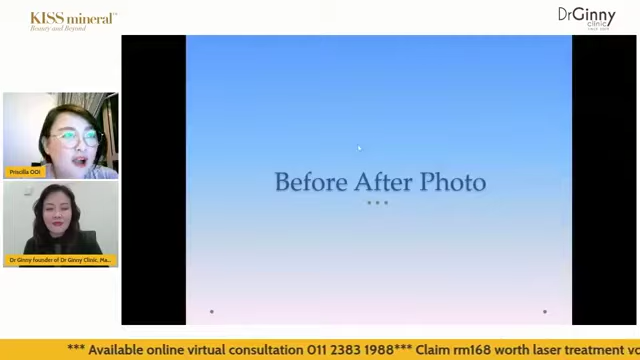 KISS mineral™
Beauty and Beyond
DrGinny
clinic
Before After Photo
Priscilla OOI
Dr Ginny founder of Dr Ginny Clinic, Ma...
*** Available online virtual consultation 011 2383 1988*** Claim rm168 worth laser treatment vo